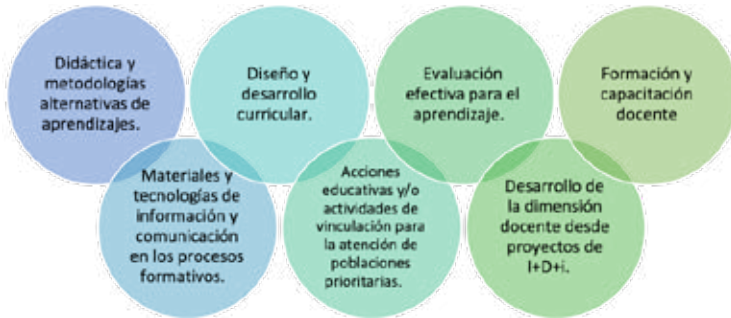 Didáctica y
metodologías
alternativas de
aprendizajes.
Diseño y
desarrollo
curricular.
Evaluación
efectiva para el
aprendizaje.
Formación y
capacitación
docente
Materiales y
tecnologías de
información y
comunicación
en los procesos
formativos.
Acciones
educativas y/o
actividades de
vinculación para
la atención de
poblaciones
prioritarias.
Desarrollo de
la dimensión
docente desde
proyectos de
I+D+i.